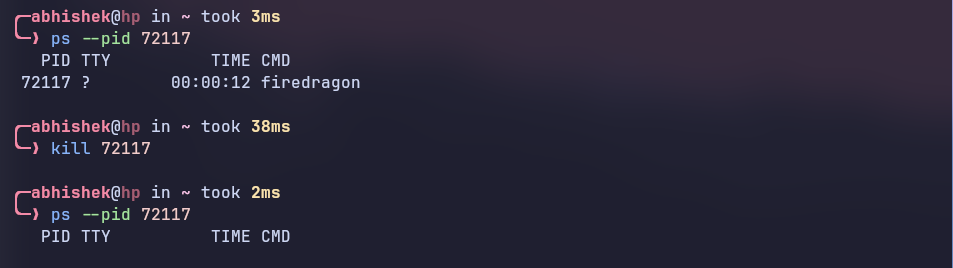 abhishek@hp in ~ took 3ms
❯ ps --pid 72117
PID TTY TIME CMD
72117 ? 00:00:12 firedragon
abhishek@hp in ~ took 38ms
❯ kill 72117
abhishek@hp in ~ took 2ms
❯ ps --pid 72117
PID TTY TIME CMD